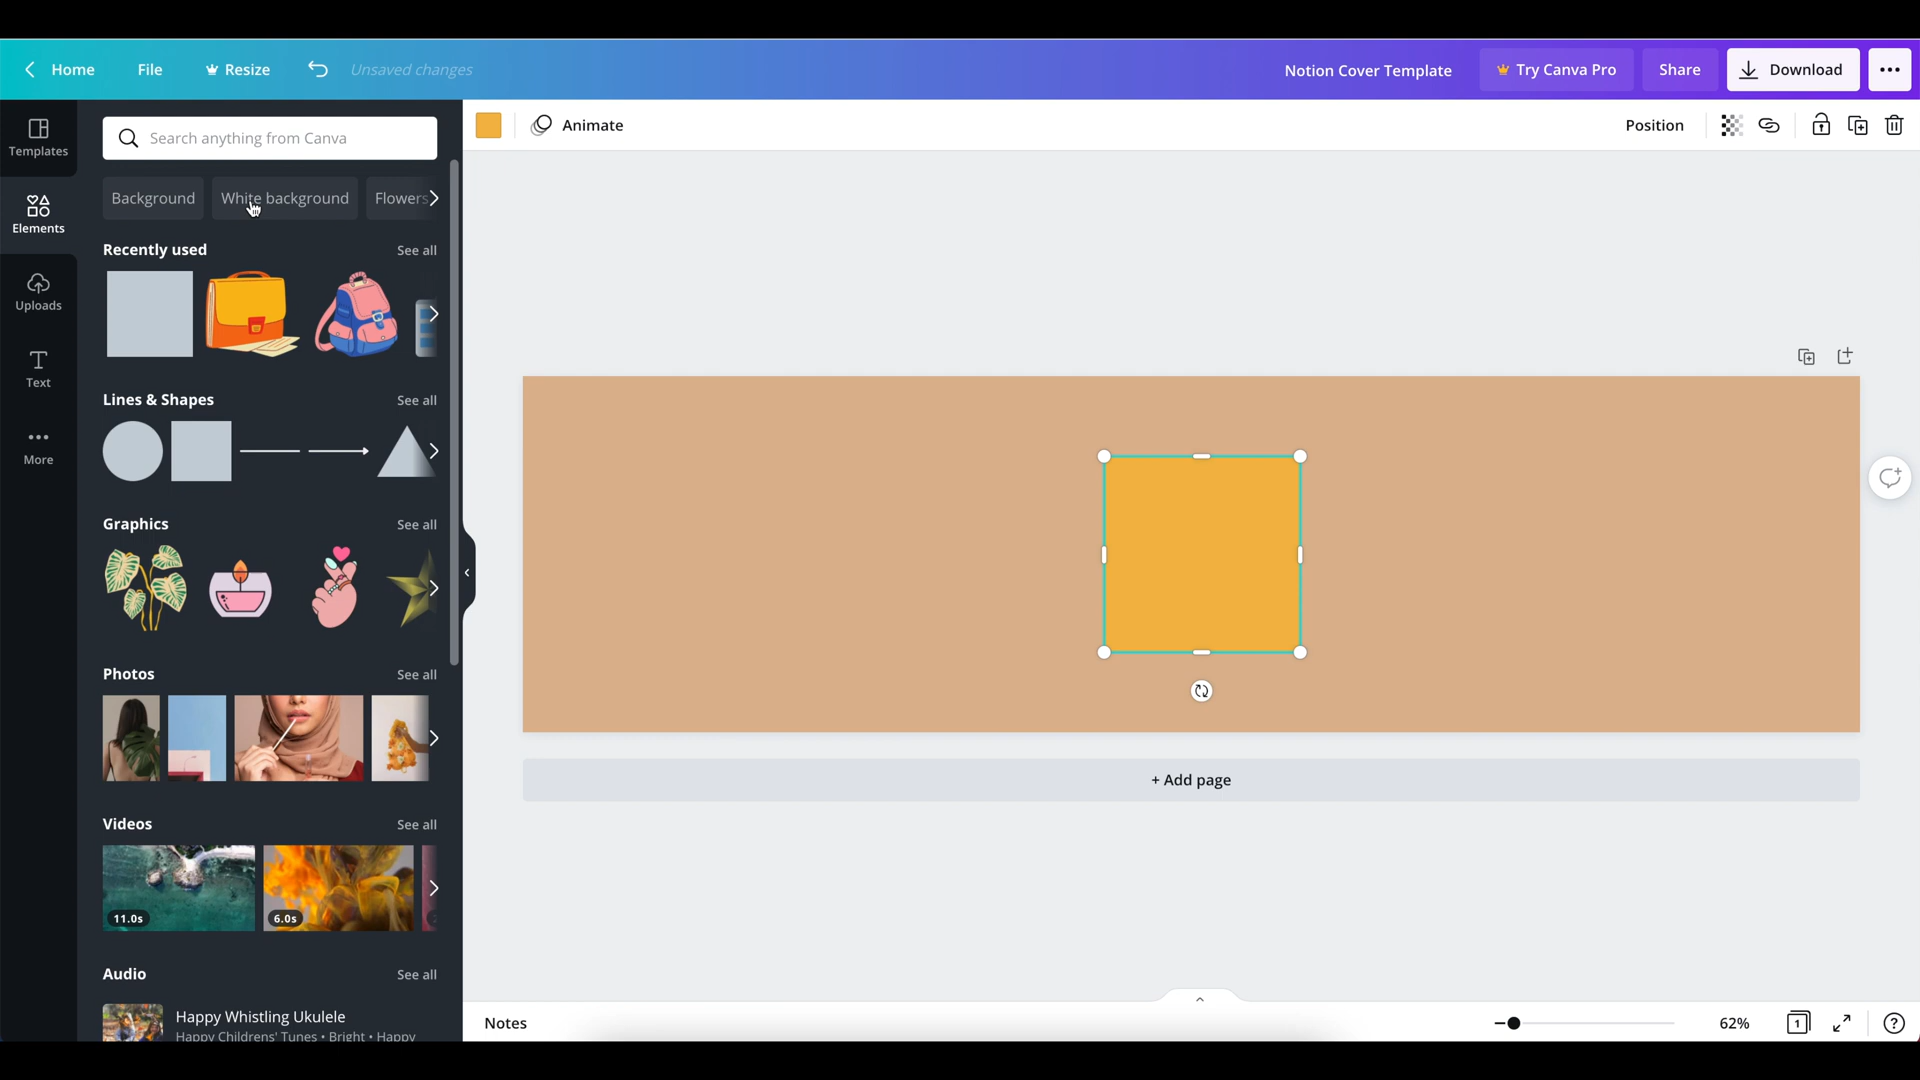 Home
File
Resize
Unsaved changes
Notion Cover Template
Try Canva Pro
Share
Download
Templates
Elements
Uploads
Text
More
Search anything from Canva
Background
White background
Flowers
Recently used
See all
Lines & Shapes
See all
Graphics
See all
Photos
See all
Videos
See all
11.0s
6.0s
Audio
See all
Happy Whistling Ukulele
Happy Childrens' Tunes • Bright • Happy
Animate
Position
+ Add page
Notes
62%
1